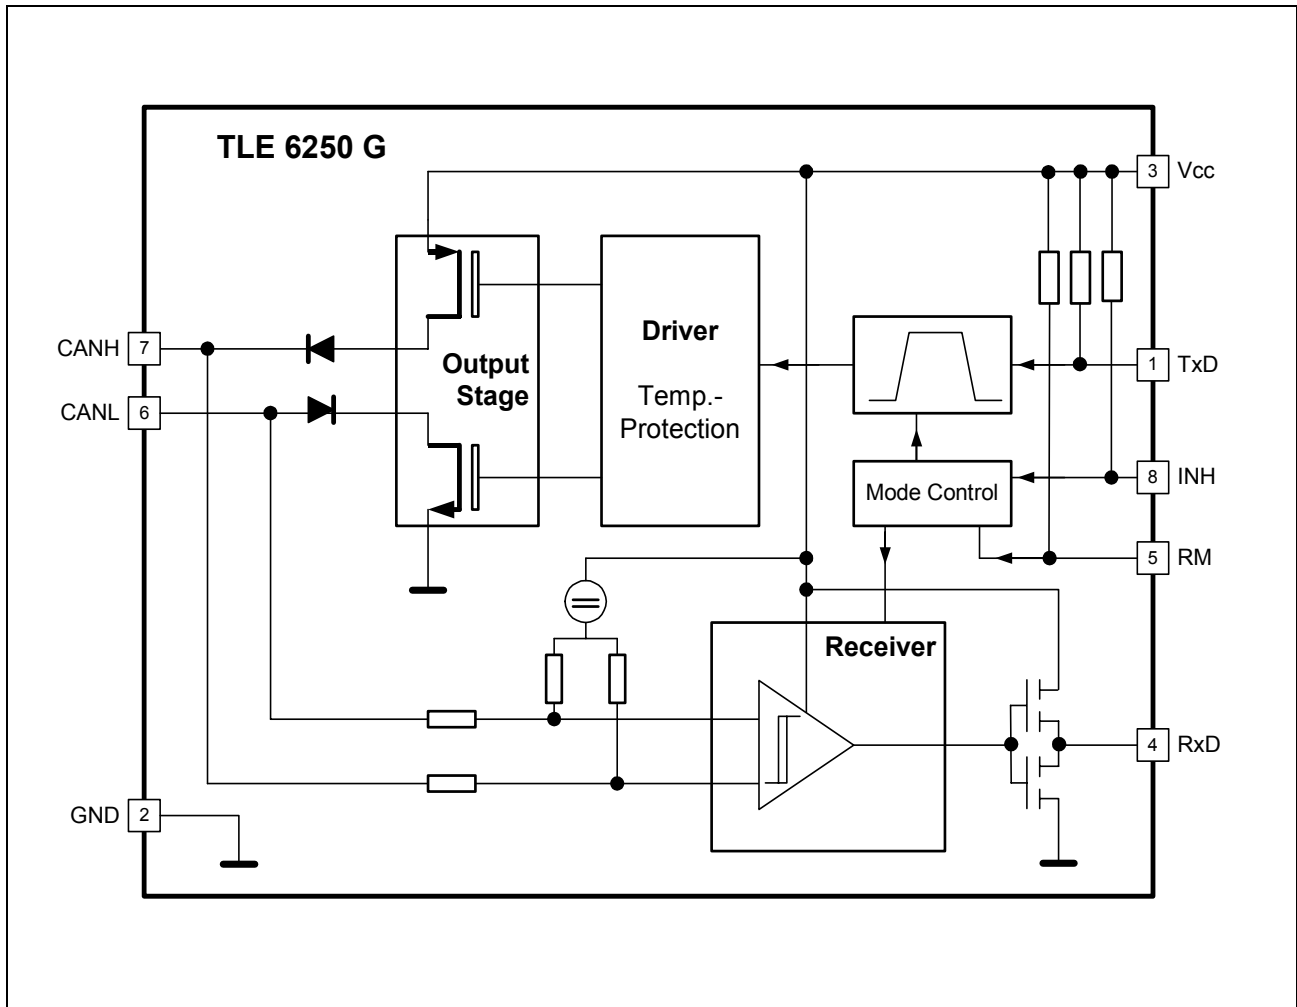 TLE 6250 G
3
Vcc
CANH
7
Output
Stage
Driver
Temp.-
Protection
1
TxD
CANL
6
Mode Control
8
INH
5
RM
Receiver
4
RxD
GND
2